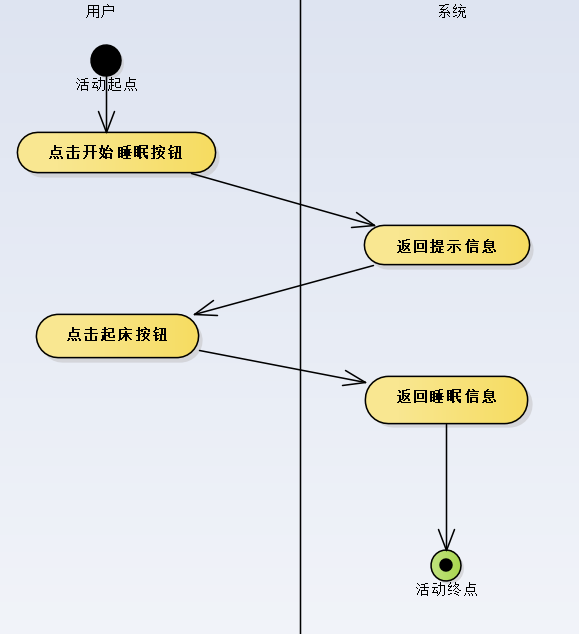 用户
系统
活动起点
点击开始睡眠按钮
返回提示信息
点击起床按钮
返回睡眠信息
活动终点